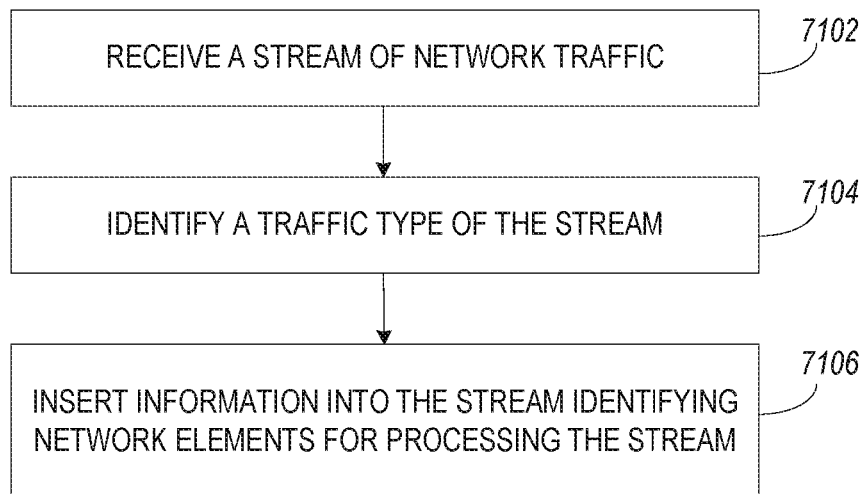 RECEIVE A STREAM OF NETWORK TRAFFIC
7102
IDENTIFY A TRAFFIC TYPE OF THE STREAM
7104
INSERT INFORMATION INTO THE STREAM IDENTIFYING
NETWORK ELEMENTS FOR PROCESSING THE STREAM
7106